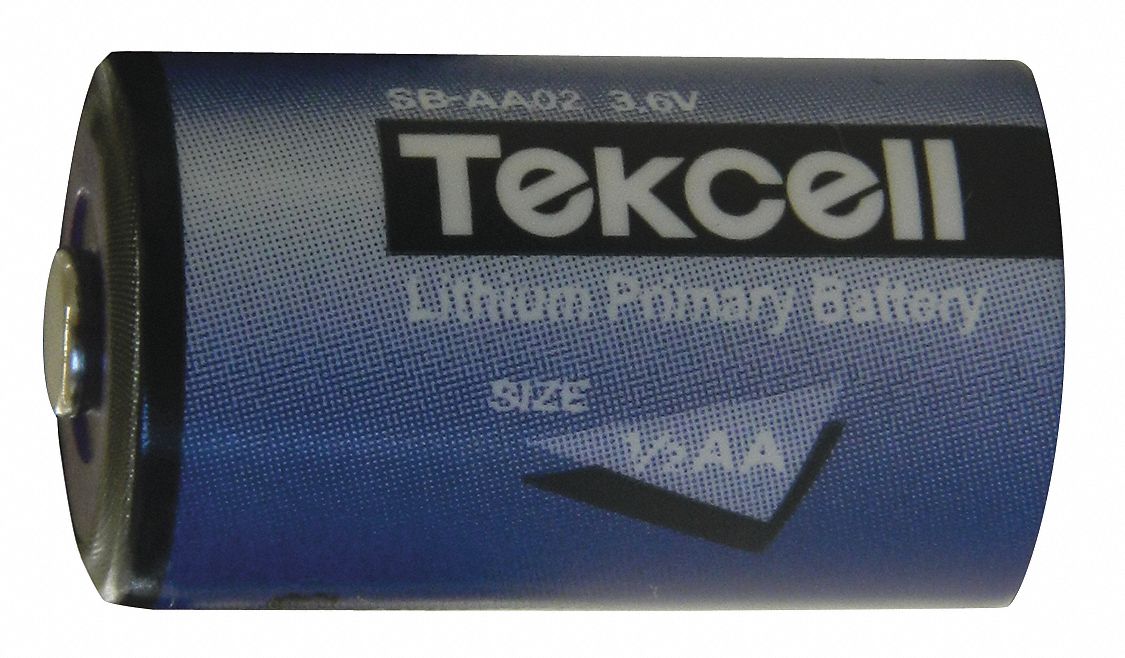 SB-AA02 3.6V
Tekcell
Lithium Primary Battery
SIZE
½AA